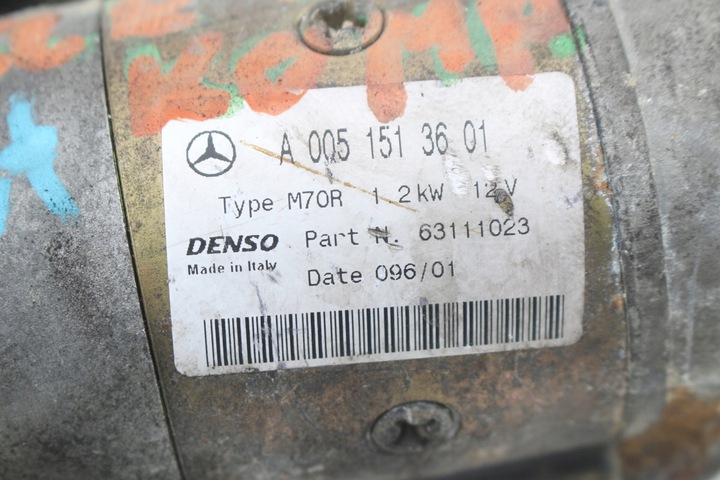 A 005 151 36 01
Type M70R 1 2kW 12V
DENSO Part N. 63111023
Made in Italy
Date 096/01